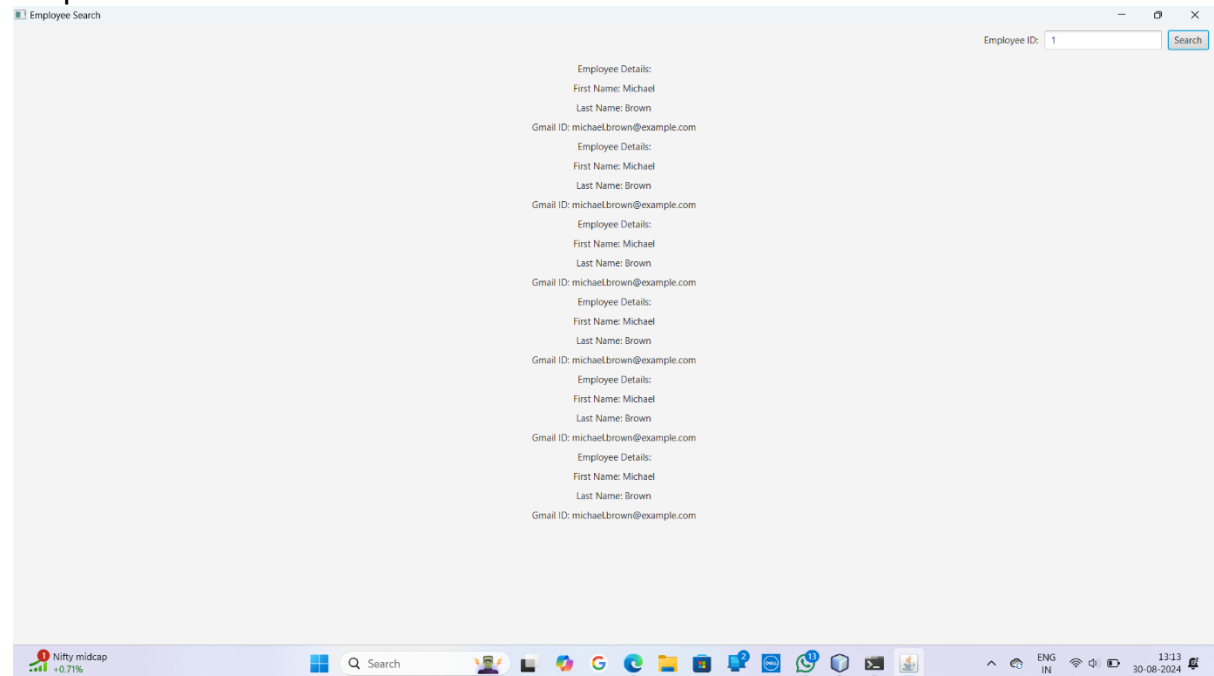 Employee Search
Employee ID: 1 Search
Employee Details:
First Name: Michael
Last Name: Brown
Gmail ID: michael.brown@example.com
Employee Details:
First Name: Michael
Last Name: Brown
Gmail ID: michael.brown@example.com
Employee Details:
First Name: Michael
Last Name: Brown
Gmail ID: michael.brown@example.com
Employee Details:
First Name: Michael
Last Name: Brown
Gmail ID: michael.brown@example.com
Employee Details:
First Name: Michael
Last Name: Brown
Gmail ID: michael.brown@example.com
Employee Details:
First Name: Michael
Last Name: Brown
Gmail ID: michael.brown@example.com
1 Nifty midcap
+0.71%
Search
2
DELL
13
ENG
IN
13:13
30-08-2024